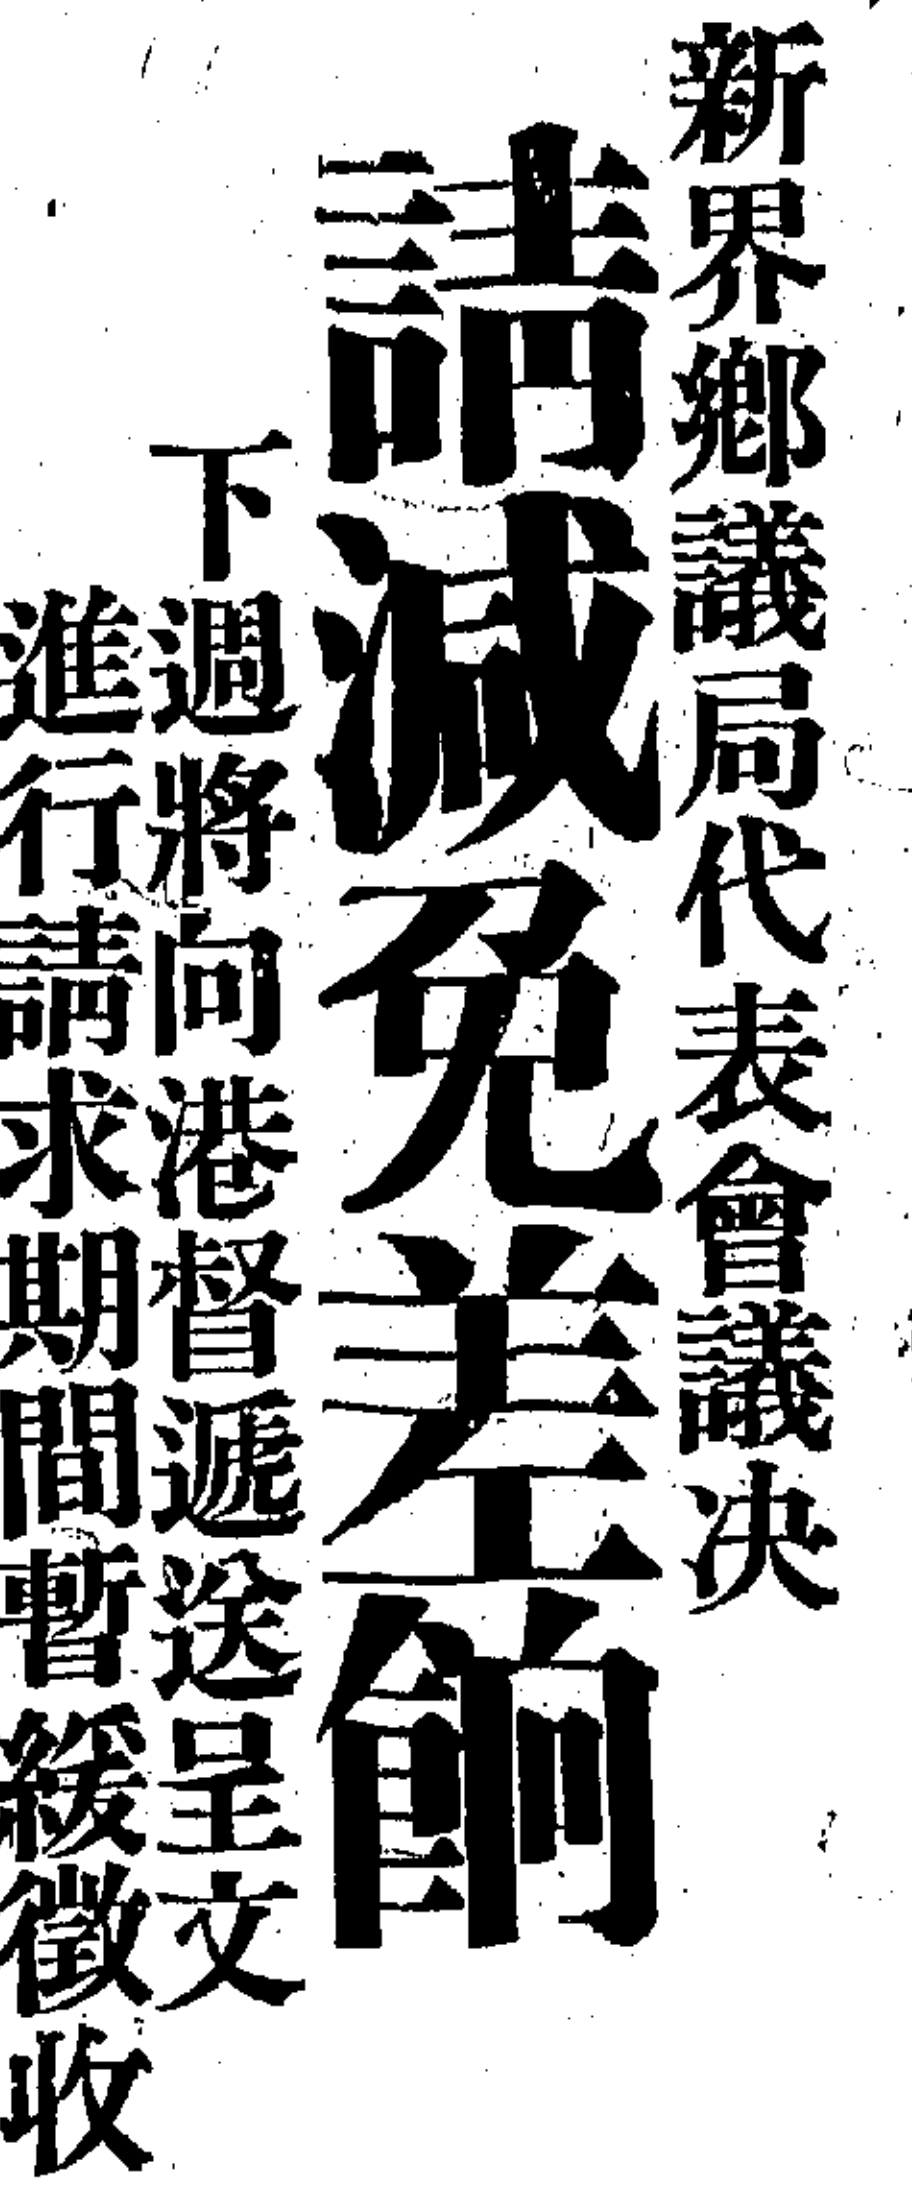 新界鄉議局代表會議決
請減免差餉
下週將向港督遞送呈文
進行請求期間暫緩徵收